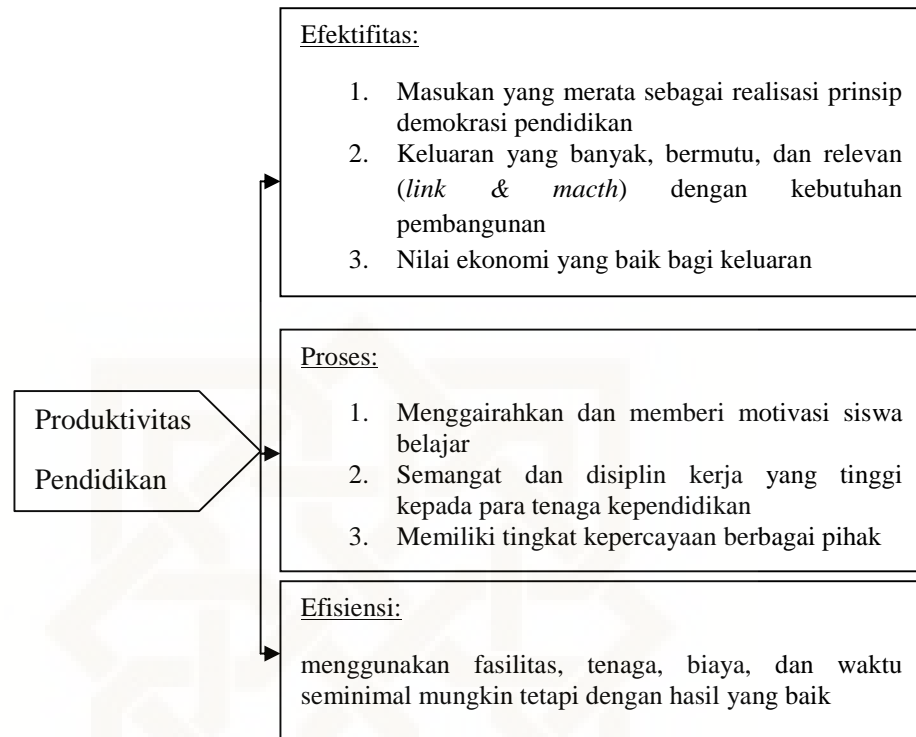 Efektifitas:
1. Masukan yang merata sebagai realisasi prinsip
demokrasi pendidikan
2. Keluaran yang banyak, bermutu, dan relevan
(link & macth) dengan kebutuhan
pembangunan
3. Nilai ekonomi yang baik bagi keluaran
Produktivitas
Pendidikan
Proses:
1. Menggairahkan dan memberi motivasi siswa
belajar
2. Semangat dan disiplin kerja yang tinggi
kepada para tenaga kependidikan
3. Memiliki tingkat kepercayaan berbagai pihak
Efisiensi:
menggunakan fasilitas, tenaga, biaya, dan waktu
seminimal mungkin tetapi dengan hasil yang baik